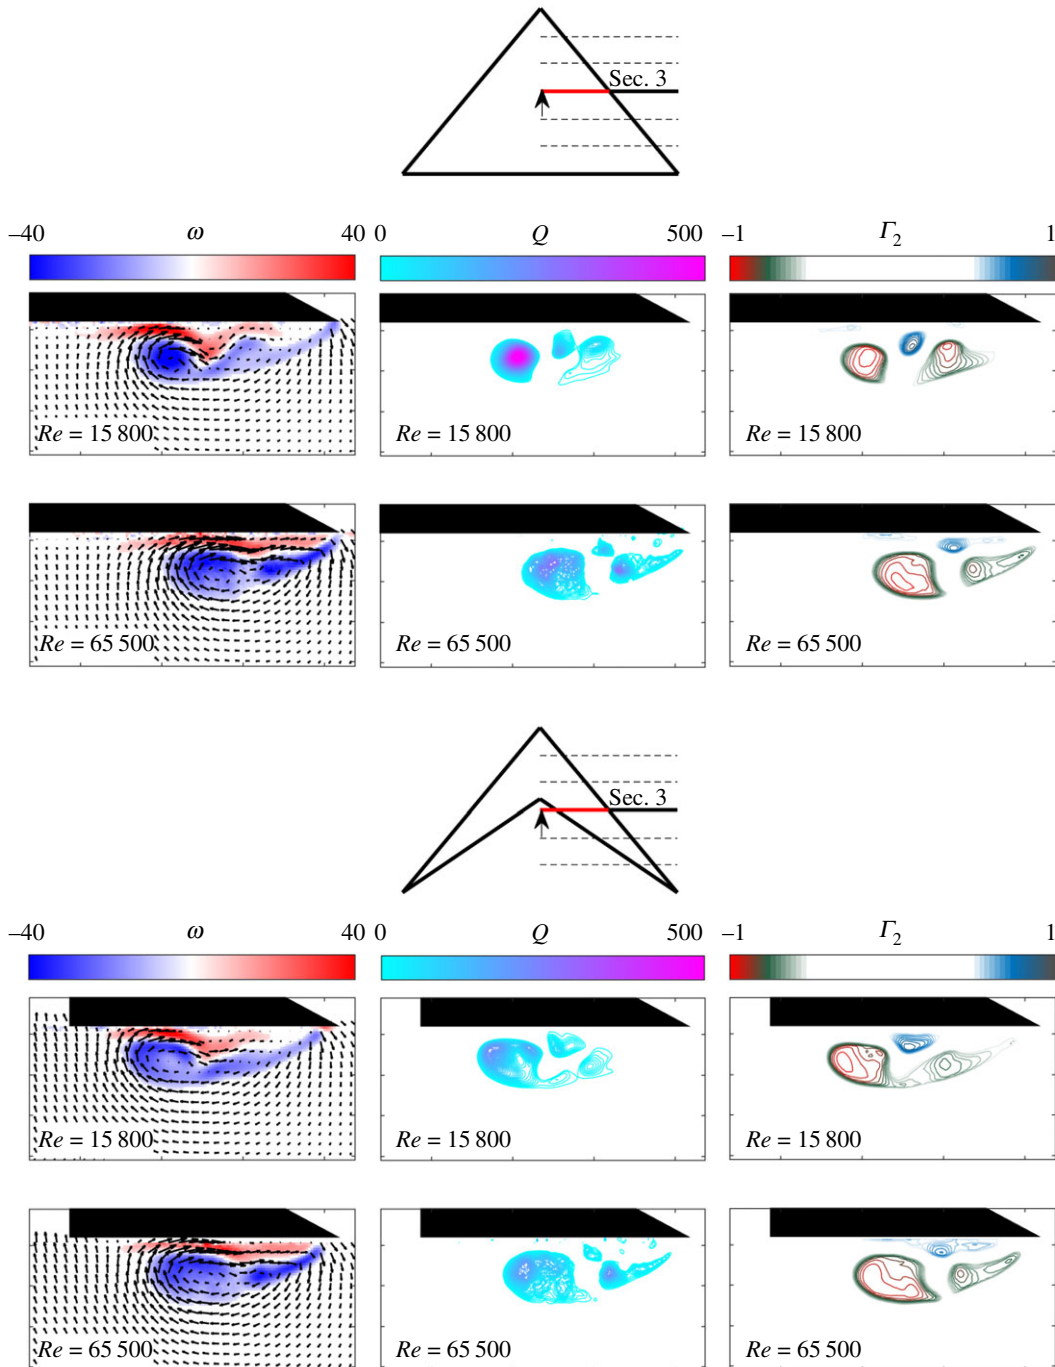 Sec. 3
–40 ω 40 0 Q 500 –1 Γ2 1
Re = 15 800 Re = 15 800 Re = 15 800
Re = 65 500 Re = 65 500 Re = 65 500
Sec. 3
–40 ω 40 0 Q 500 –1 Γ2 1
Re = 15 800 Re = 15 800 Re = 15 800
Re = 65 500 Re = 65 500 Re = 65 500